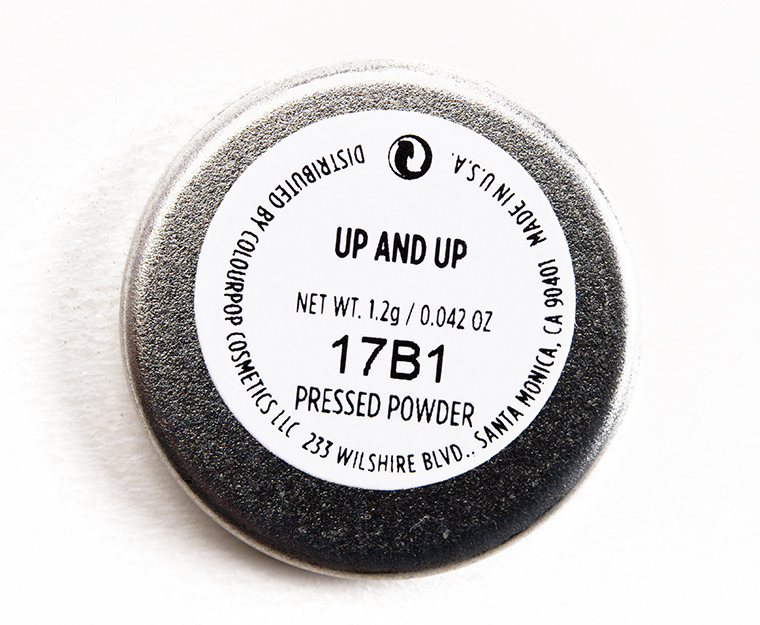 UP AND UP
NET WT. 1.2g / 0.042 OZ
17B1
PRESSED POWDER
DISTRIBUTED BY COLOURPOP COSMETICS LLC 233 WILSHIRE BLVD.. SANTA MONICA, CA 90401 MADE IN U.S.A.